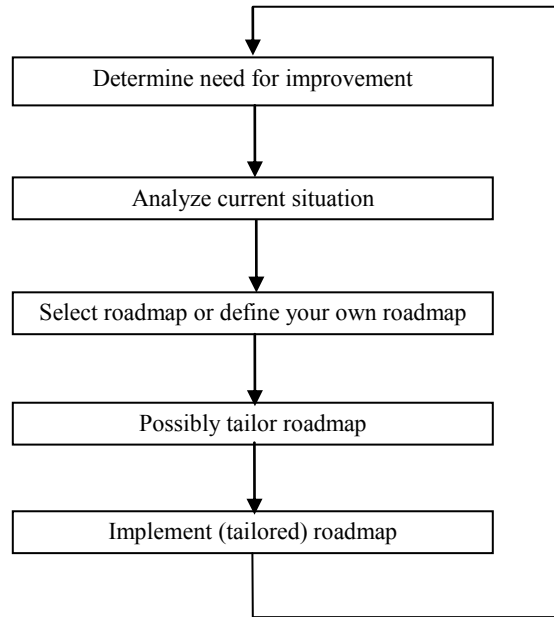 Determine need for improvement
Analyze current situation
Select roadmap or define your own roadmap
Possibly tailor roadmap
Implement (tailored) roadmap